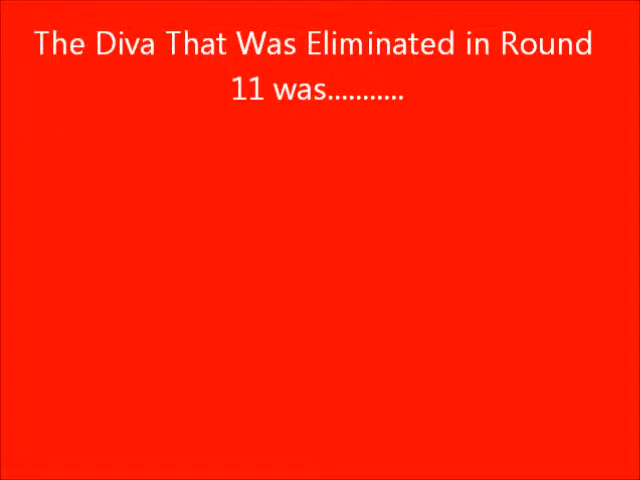 The Diva That Was Eliminated in Round
11 was...........